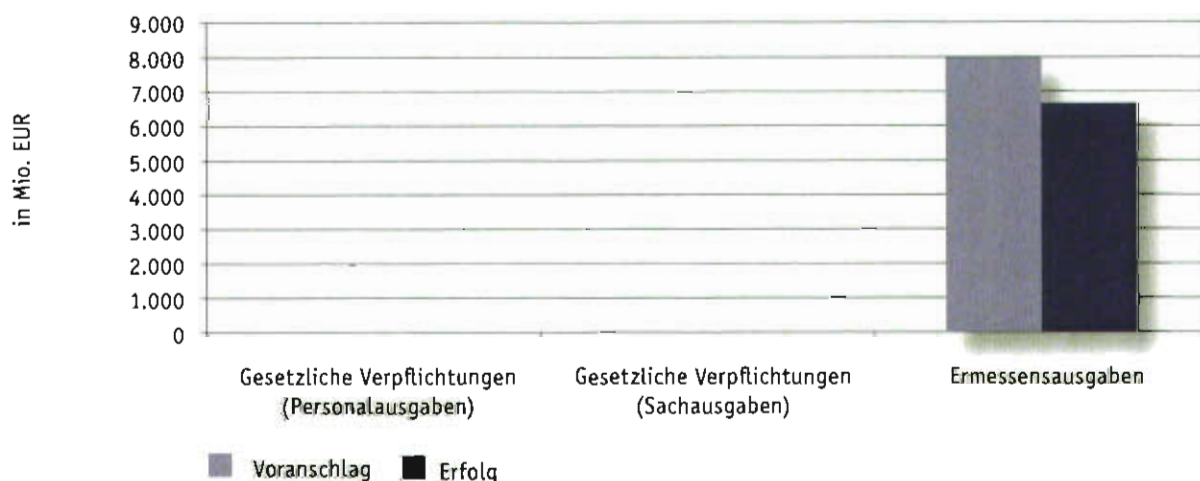 in Mio. EUR
9.000
8.000
7.000
6.000
5.000
4.000
3.000
2.000
1.000
0
Gesetzliche Verpflichtungen
(Personalausgaben)
Gesetzliche Verpflichtungen
(Sachausgaben)
Ermessensausgaben
Voranschlag
Erfolg